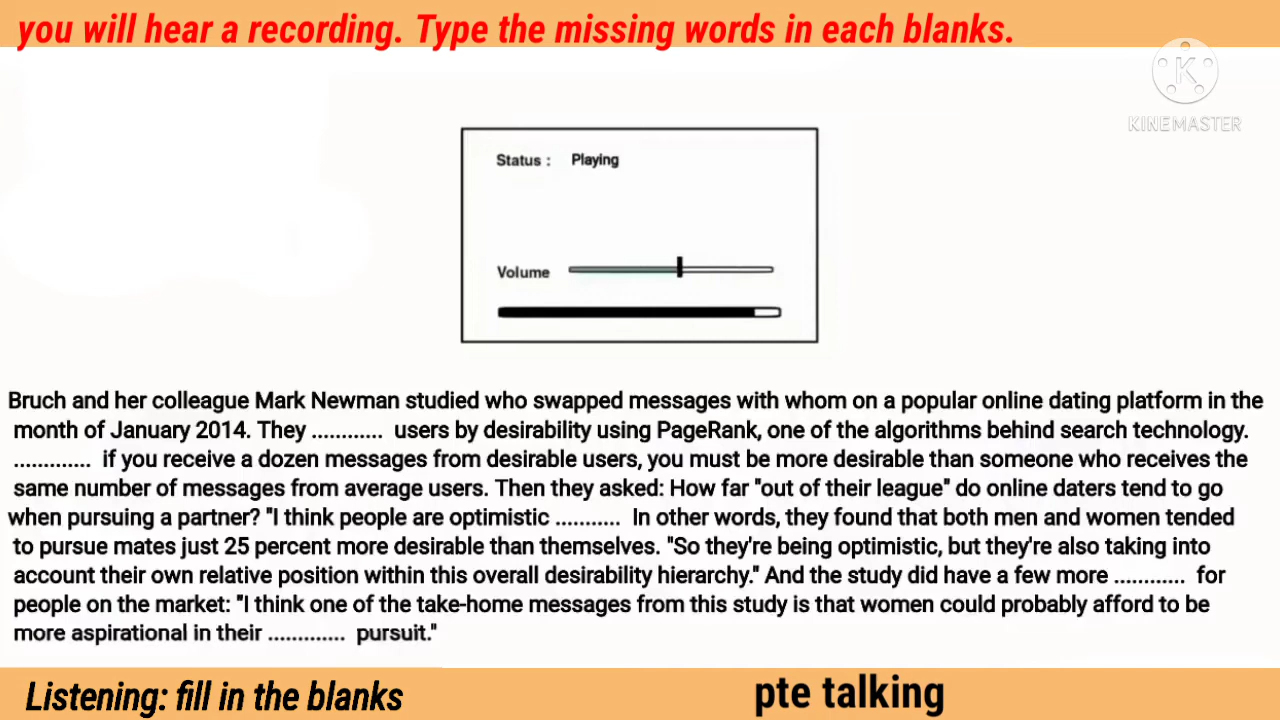 you will hear a recording. Type the missing words in each blanks.
KINEMASTER
Status : Playing
Volume
Bruch and her colleague Mark Newman studied who swapped messages with whom on a popular online dating platform in the
month of January 2014. They ............ users by desirability using PageRank, one of the algorithms behind search technology.
............. if you receive a dozen messages from desirable users, you must be more desirable than someone who receives the
same number of messages from average users. Then they asked: How far "out of their league" do online daters tend to go
when pursuing a partner? "I think people are optimistic ........... In other words, they found that both men and women tended
to pursue mates just 25 percent more desirable than themselves. "So they're being optimistic, but they're also taking into
account their own relative position within this overall desirability hierarchy." And the study did have a few more ............ for
people on the market: "I think one of the take-home messages from this study is that women could probably afford to be
more aspirational in their ............. pursuit."
Listening: fill in the blanks
pte talking